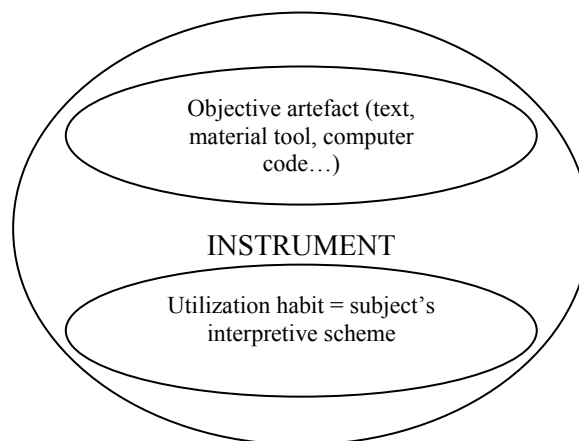 Objective artefact (text,
material tool, computer
code…)
INSTRUMENT
Utilization habit = subject’s
interpretive scheme